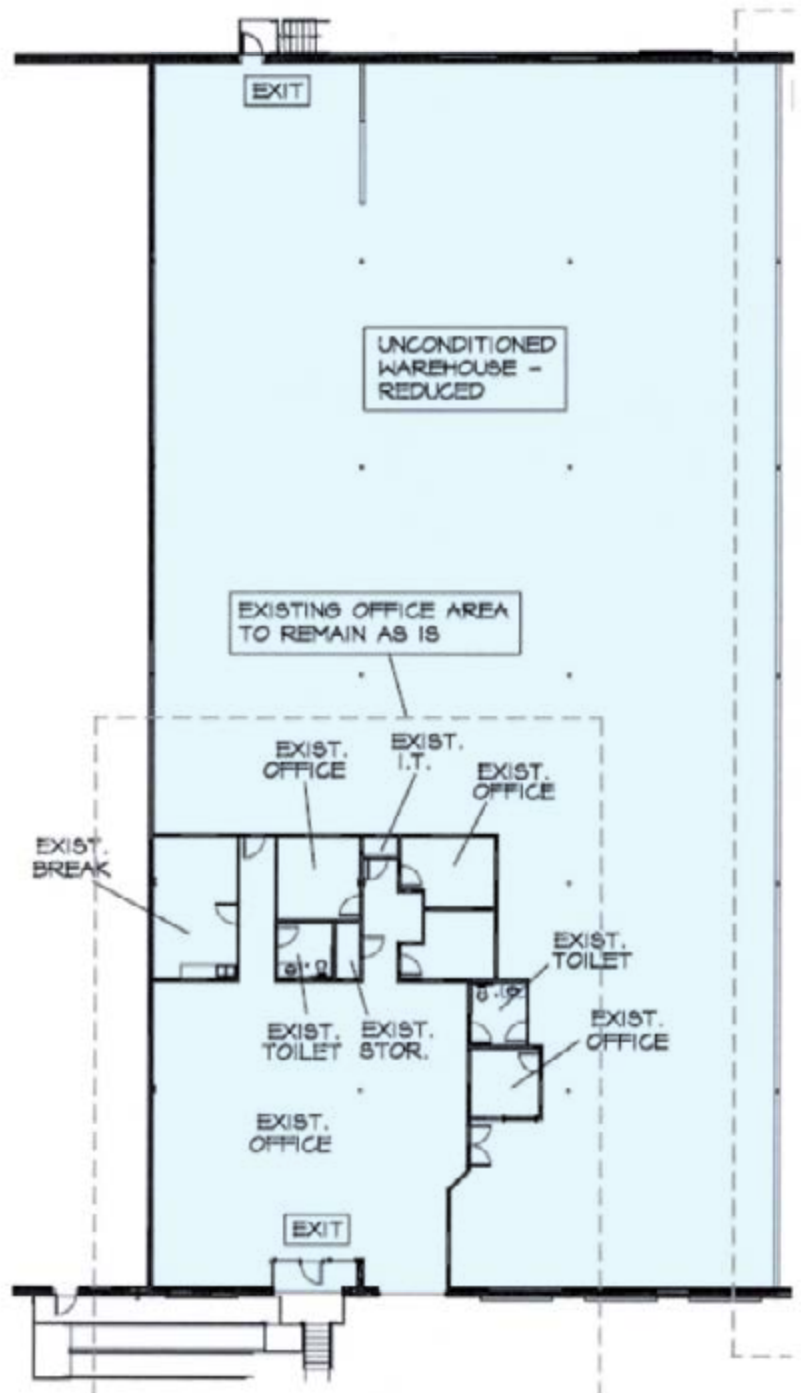 EXIT
UNCONDITIONED
WAREHOUSE -
REDUCED
EXISTING OFFICE AREA
TO REMAIN AS IS
EXIST.
OFFICE
EXIST.
I.T.
EXIST.
OFFICE
EXIST.
BREAK
EXIST.
TOILET
EXIST.
TOILET
EXIST.
STOR.
EXIST.
OFFICE
EXIST.
OFFICE
EXIT